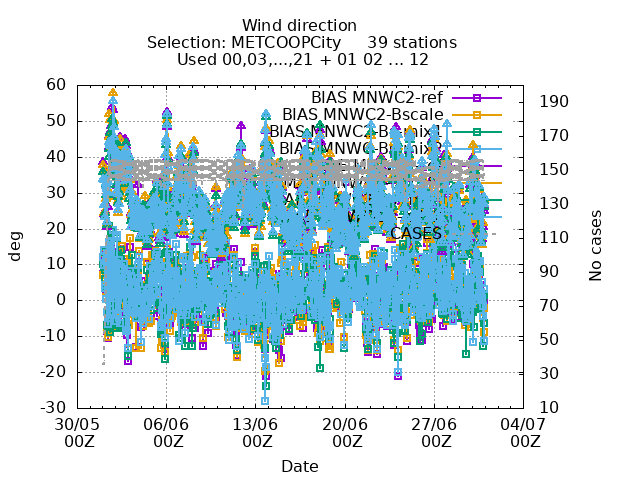 Wind direction
Selection: METCOOPCity 39 stations
Used 00,03,...,21 + 01 02 ... 12
BIAS MNWC2-ref
BIAS MNWC2-Bscale
BIAS
BIAS
CASES
60
50
40
30
20
10
0
-10
-20
-30
190
170
150
130
110
90
70
50
30
10
deg
No cases
30/05 06/06 13/06 20/06 27/06 04/07
00Z 00Z 00Z 00Z 00Z 00Z
Date